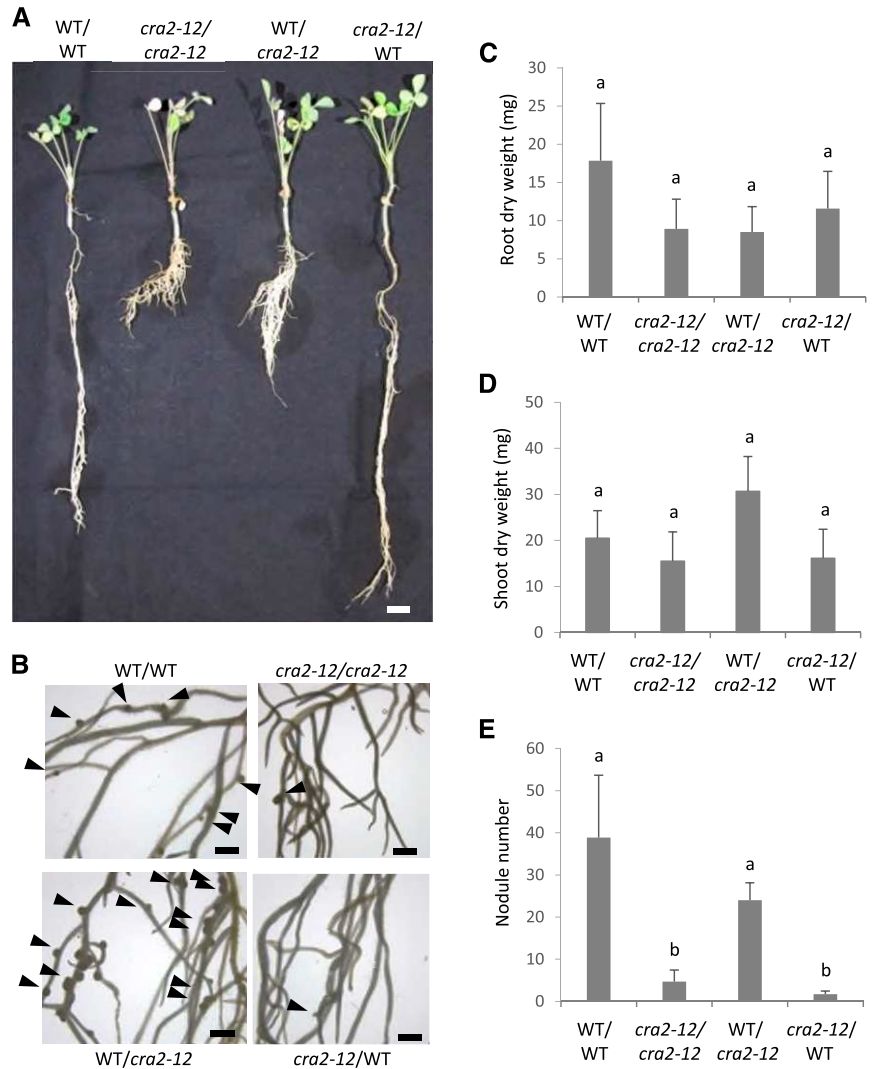 A
WT/ cra2-12/ WT/ cra2-12/
WT cra2-12 cra2-12 WT
B
WT/WT cra2-12/cra2-12
WT/cra2-12 cra2-12/WT
C
Root dry weight (mg)
30
25
20
15
10
5
0
a a a a
WT/ cra2-12/ WT/ cra2-12/
WT cra2-12 cra2-12 WT
D
Shoot dry weight (mg)
50
40
30
20
10
0
a a a a
WT/ cra2-12/ WT/ cra2-12/
WT cra2-12 cra2-12 WT
E
Nodule number
60
50
40
30
20
10
0
a b a b
WT/ cra2-12/ WT/ cra2-12/
WT cra2-12 cra2-12 WT